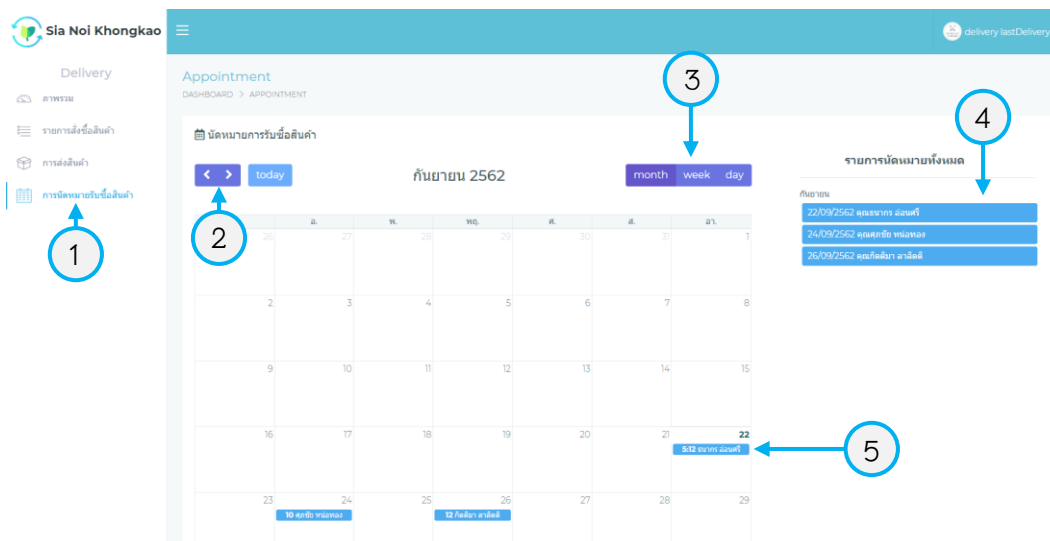 Sia Noi Khongkao
delivery lastDelivery
Delivery
ภาพรวม
รายการสั่งซื้อสินค้า
การส่งสินค้า
การนัดหมายรับซื้อสินค้า
1
Appointment
DASHBOARD > APPOINTMENT
3
4
นัดหมายการรับซื้อสินค้า
< > today
กันยายน 2562
month week day
2
อ. พ. พฤ. ศ. ส. อา.
26 27 28 29 30 31 1
2 3 4 5 6 7 8
9 10 11 12 13 14 15
16 17 18 19 20 21 22
5:12 ธนากร อ่อนศรี
5
23 24 25 26 27 28 29
10 ศุภชัย หน่อทอง
12 กิตติมา ลาลัดดิ
รายการนัดหมายทั้งหมด
กันยายน
22/09/2562 คุณธนากร อ่อนศรี
24/09/2562 คุณศุภชัย หน่อทอง
26/09/2562 คุณกิตติมา